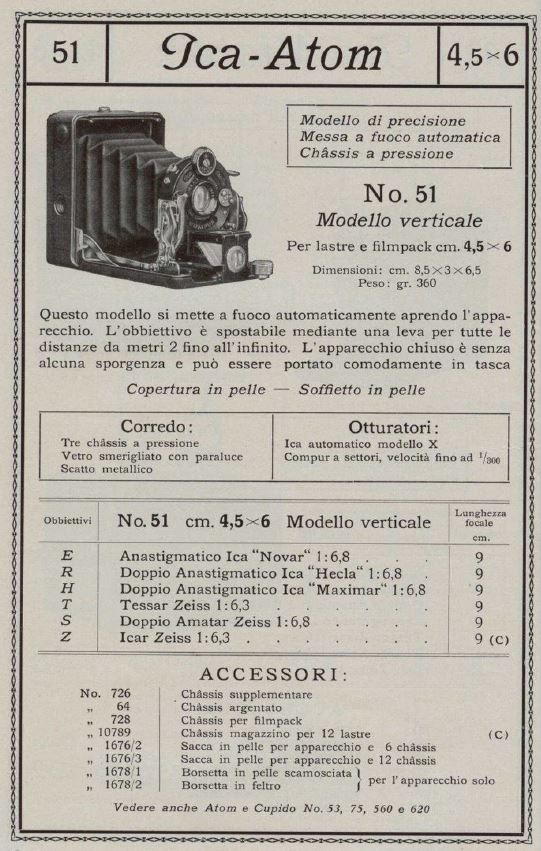 51
Ica-Atom
4,5×6
Modello di precisione
Messa a fuoco automatica
Châssis a pressione
No. 51
Modello verticale
Per lastre e filmpack cm. 4,5×6
Dimensioni: cm. 8,5×3×6,5
Peso: gr. 360
Questo modello si mette a fuoco automaticamente aprendo l'appa-
recchio. L'obbiettivo è spostabile mediante una leva per tutte le
distanze da metri 2 fino all'infinito. L'apparecchio chiuso è senza
alcuna sporgenza e può essere portato comodamente in tasca
Copertura in pelle — Soffietto in pelle
Corredo:
Tre châssis a pressione
Vetro smerigliato con paraluce
Scatto metallico
Otturatori:
Ica automatico modello X
Compur a settori, velocità fino ad 1/300
Obbiettivi No. 51 cm. 4,5×6 Modello verticale Lunghezza focale cm.
E Anastigmatico Ica "Novar" 1:6,8 . . . 9
R Doppio Anastigmatico Ica "Hecla" 1:6,8 . 9
H Doppio Anastigmatico Ica "Maximar" 1:6,8 9
T Tessar Zeiss 1:6,3 . . . . . . 9
S Doppio Amatar Zeiss 1:6,8 . . . . 9
Z Icar Zeiss 1:6,3 . . . . . . . 9 (C)
ACCESSORI:
No. 726 Châssis supplementare
„ 64 Châssis argentato
„ 728 Châssis per filmpack
„ 10789 Châssis magazzino per 12 lastre (C)
„ 1676/2 Sacca in pelle per apparecchio e 6 châssis
„ 1676/3 Sacca in pelle per apparecchio e 12 châssis
„ 1678/1 Borsetta in pelle scamosciata
„ 1678/2 Borsetta in feltro
per l'apparecchio solo
Vedere anche Atom e Cupido No. 53, 75, 560 e 620